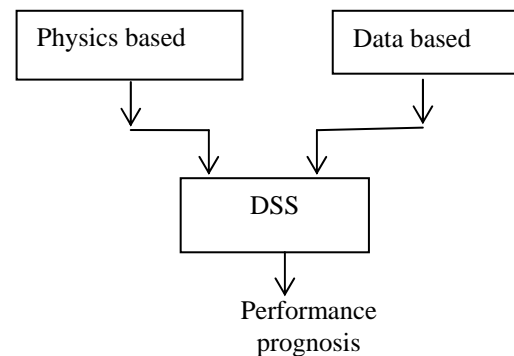 Physics based
Data based
DSS
Performance
prognosis